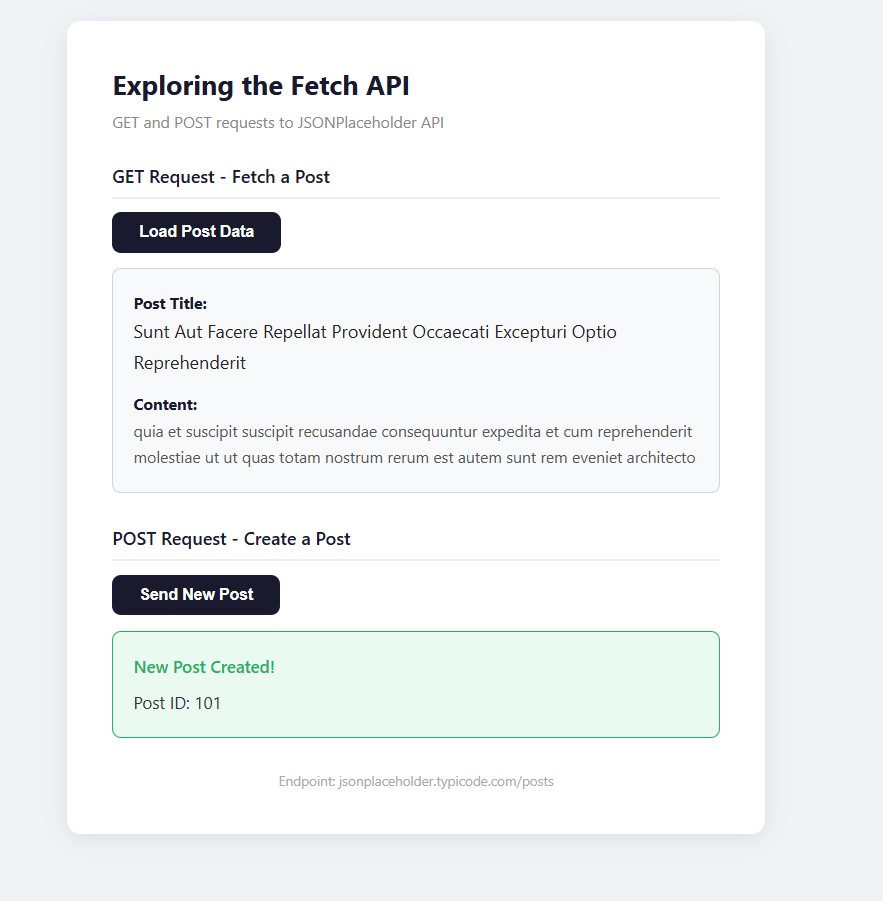 Exploring the Fetch API
GET and POST requests to JSONPlaceholder API
GET Request - Fetch a Post
Load Post Data
Post Title:
Sunt Aut Facere Repellat Provident Occaecati Excepturi Optio
Reprehenderit
Content:
quia et suscipit suscipit recusandae consequuntur expedita et cum reprehenderit
molestiae ut ut quas totam nostrum rerum est autem sunt rem eveniet architecto
POST Request - Create a Post
Send New Post
New Post Created!
Post ID: 101
Endpoint: jsonplaceholder.typicode.com/posts